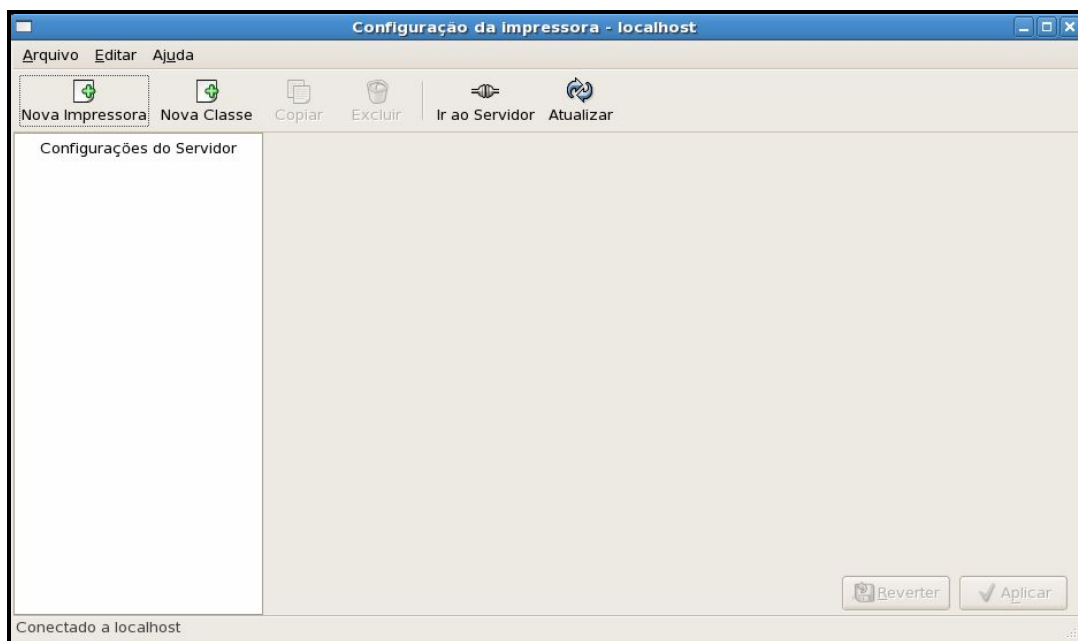 Configuração da impressora - localhost
Arquivo Editar Ajuda
Nova Impressora Nova Classe Copiar Excluir Ir ao Servidor Atualizar
Configurações do Servidor
Reverter Aplicar
Conectado a localhost